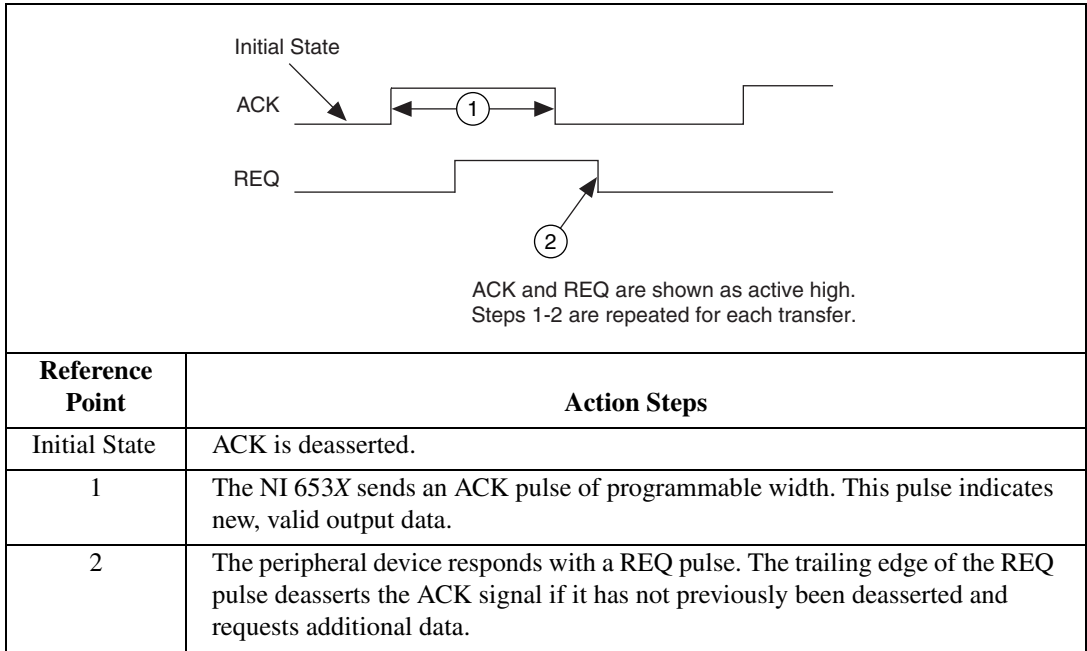 Initial State
ACK
1
REQ
2
ACK and REQ are shown as active high.
Steps 1-2 are repeated for each transfer.
Reference
Point
Action Steps
Initial State
ACK is deasserted.
1
The NI 653X sends an ACK pulse of programmable width. This pulse indicates
new, valid output data.
2
The peripheral device responds with a REQ pulse. The trailing edge of the REQ
pulse deasserts the ACK signal if it has not previously been deasserted and
requests additional data.